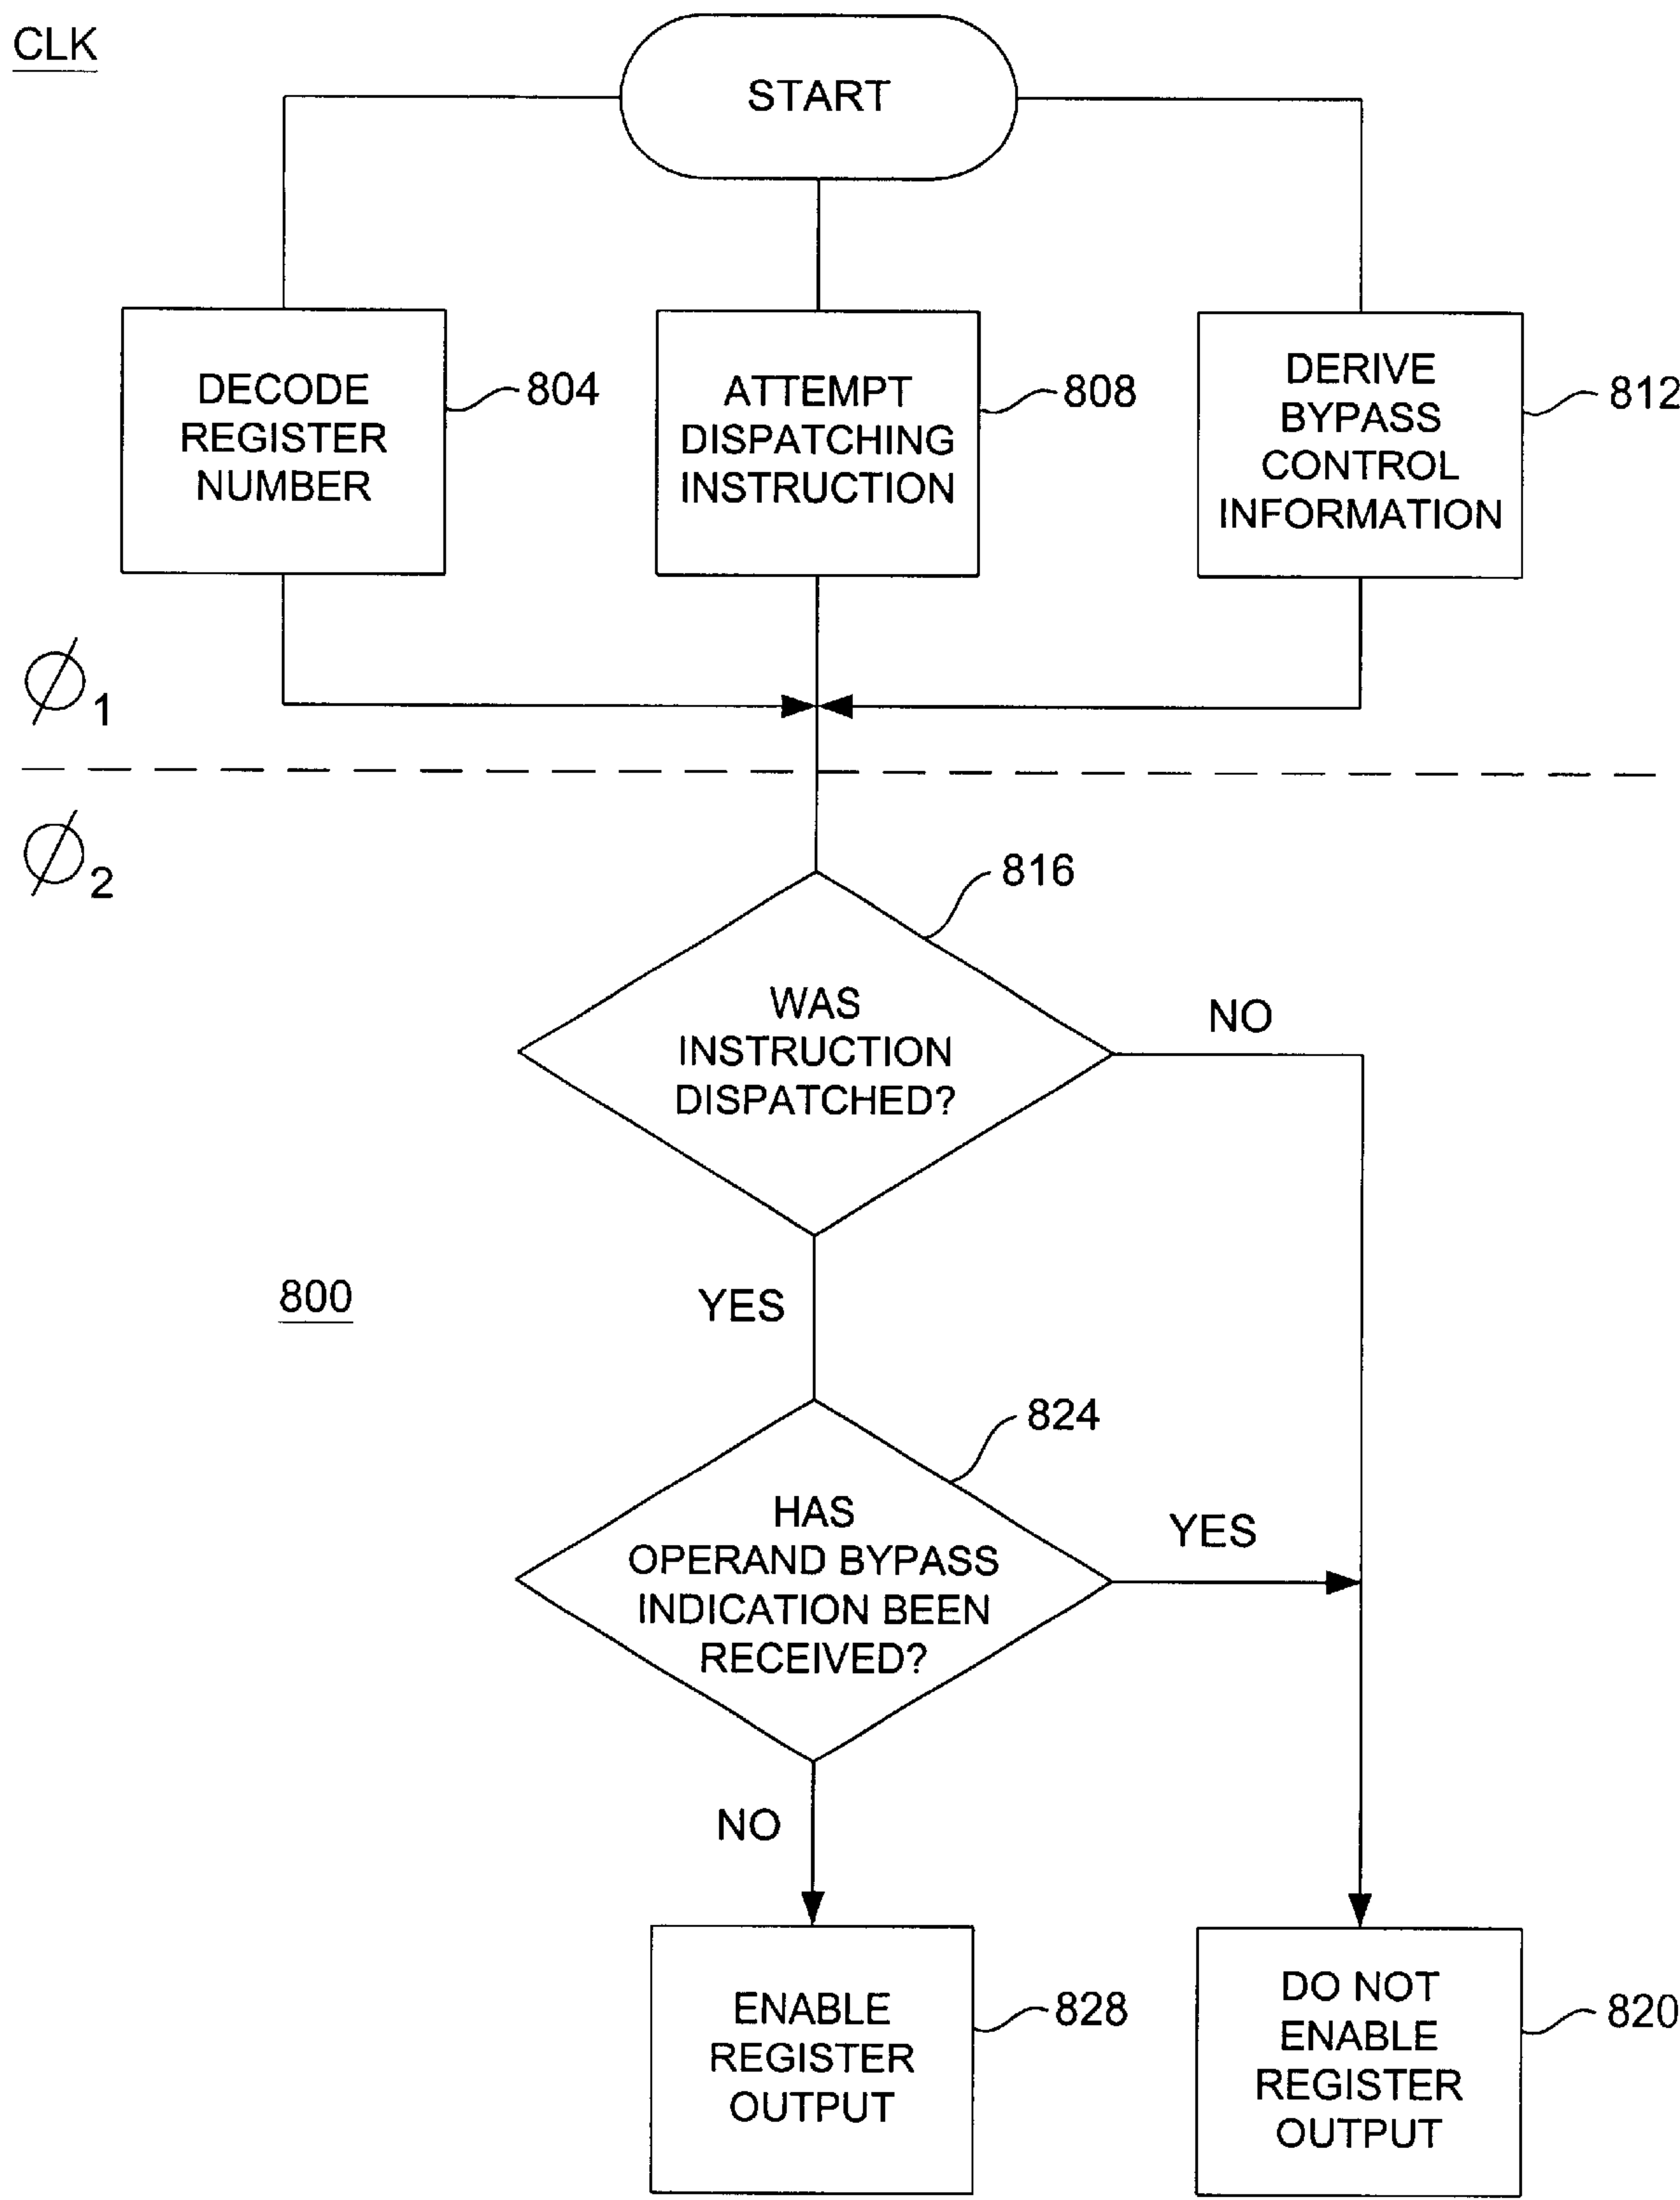 CLK
START
DECODE
REGISTER
NUMBER
804
ATTEMPT
DISPATCHING
INSTRUCTION
808
DERIVE
BYPASS
CONTROL
INFORMATION
812
∅1
∅2
816
WAS
INSTRUCTION
DISPATCHED?
NO
YES
800
824
HAS
OPERAND BYPASS
INDICATION BEEN
RECEIVED?
YES
NO
ENABLE
REGISTER
OUTPUT
828
DO NOT
ENABLE
REGISTER
OUTPUT
820